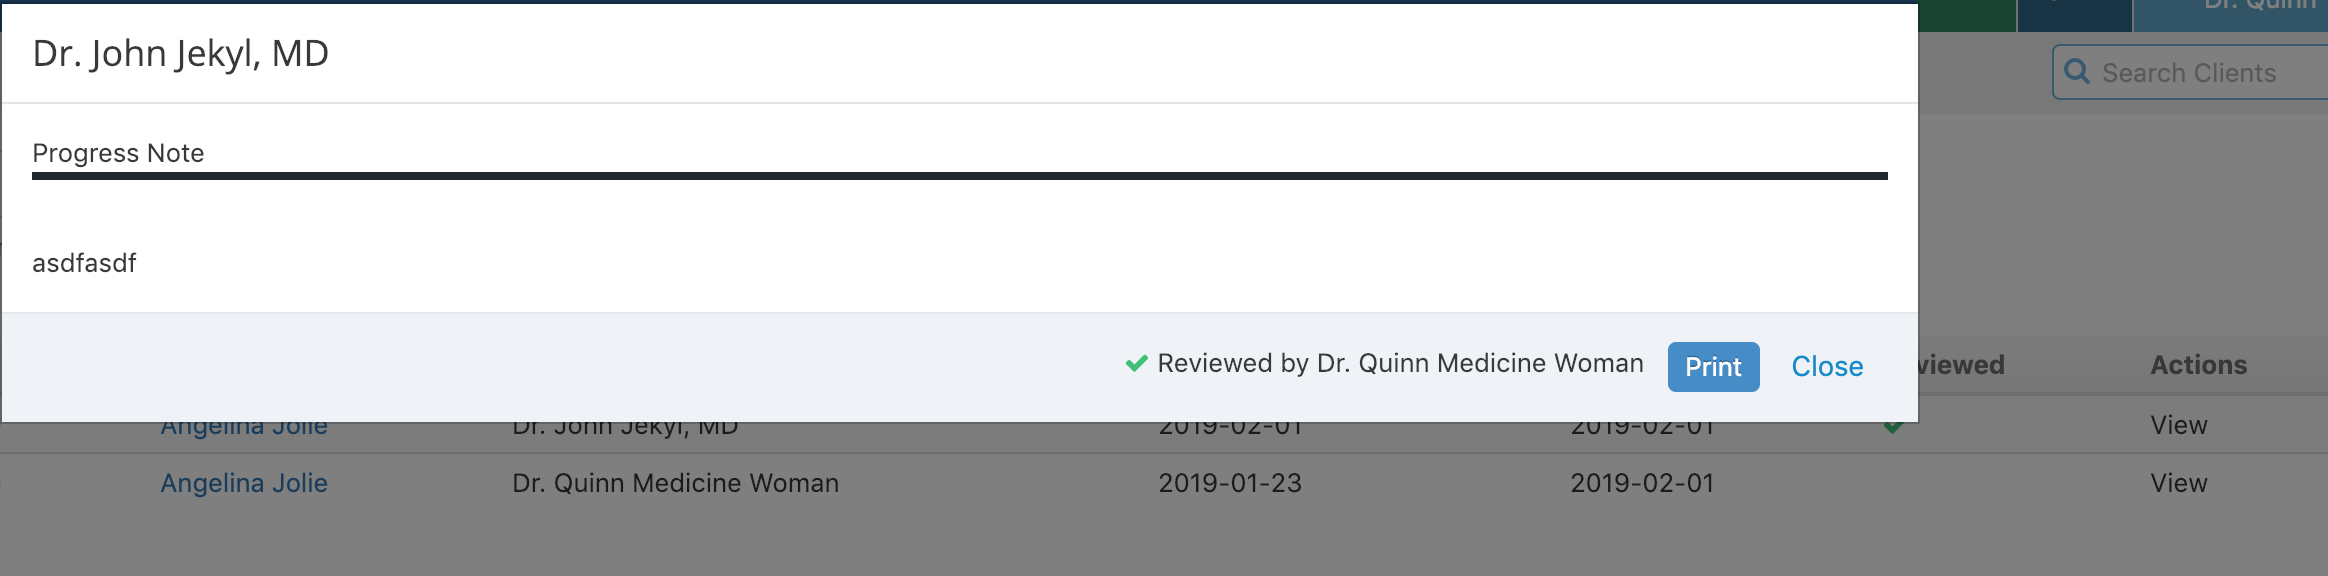 Dr. Quinn
Dr. John Jekyl, MD
Search Clients
Progress Note
asdfasdf
Reviewed by Dr. Quinn Medicine Woman Print Close
viewed Actions
Angelina Jolie Dr. John Jekyl, MD 2019-02-01 2019-02-01 View
Angelina Jolie Dr. Quinn Medicine Woman 2019-01-23 2019-02-01 View